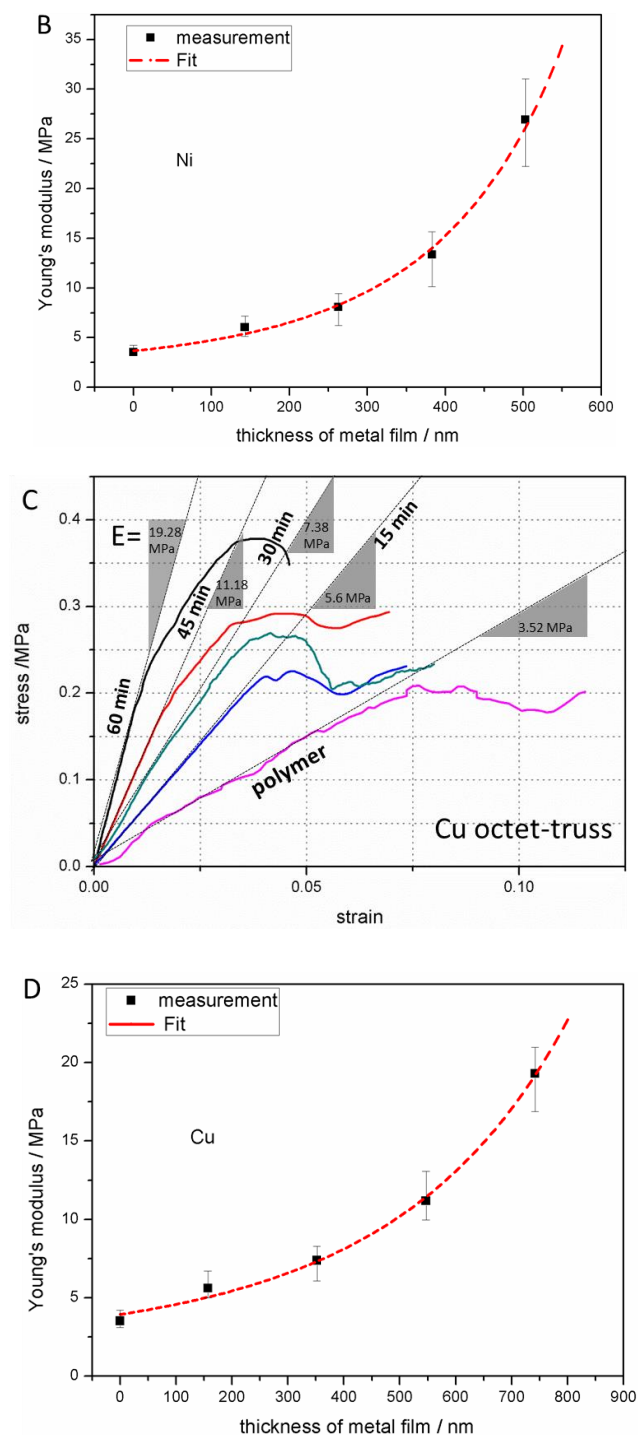 B
measurement
Fit
Ni
Young's modulus / MPa
35
30
25
20
15
10
5
0
0 100 200 300 400 500 600
thickness of metal film / nm
C
E=
19.28 MPa
11.18 MPa
7.38 MPa
5.6 MPa
3.52 MPa
60 min
45 min
30 min
15 min
polymer
Cu octet-truss
stress /MPa
0.4
0.3
0.2
0.1
0.0
0.00 0.05 0.10
strain
D
measurement
Fit
Cu
Young's modulus / MPa
25
20
15
10
5
0
0 100 200 300 400 500 600 700 800 900
thickness of metal film / nm